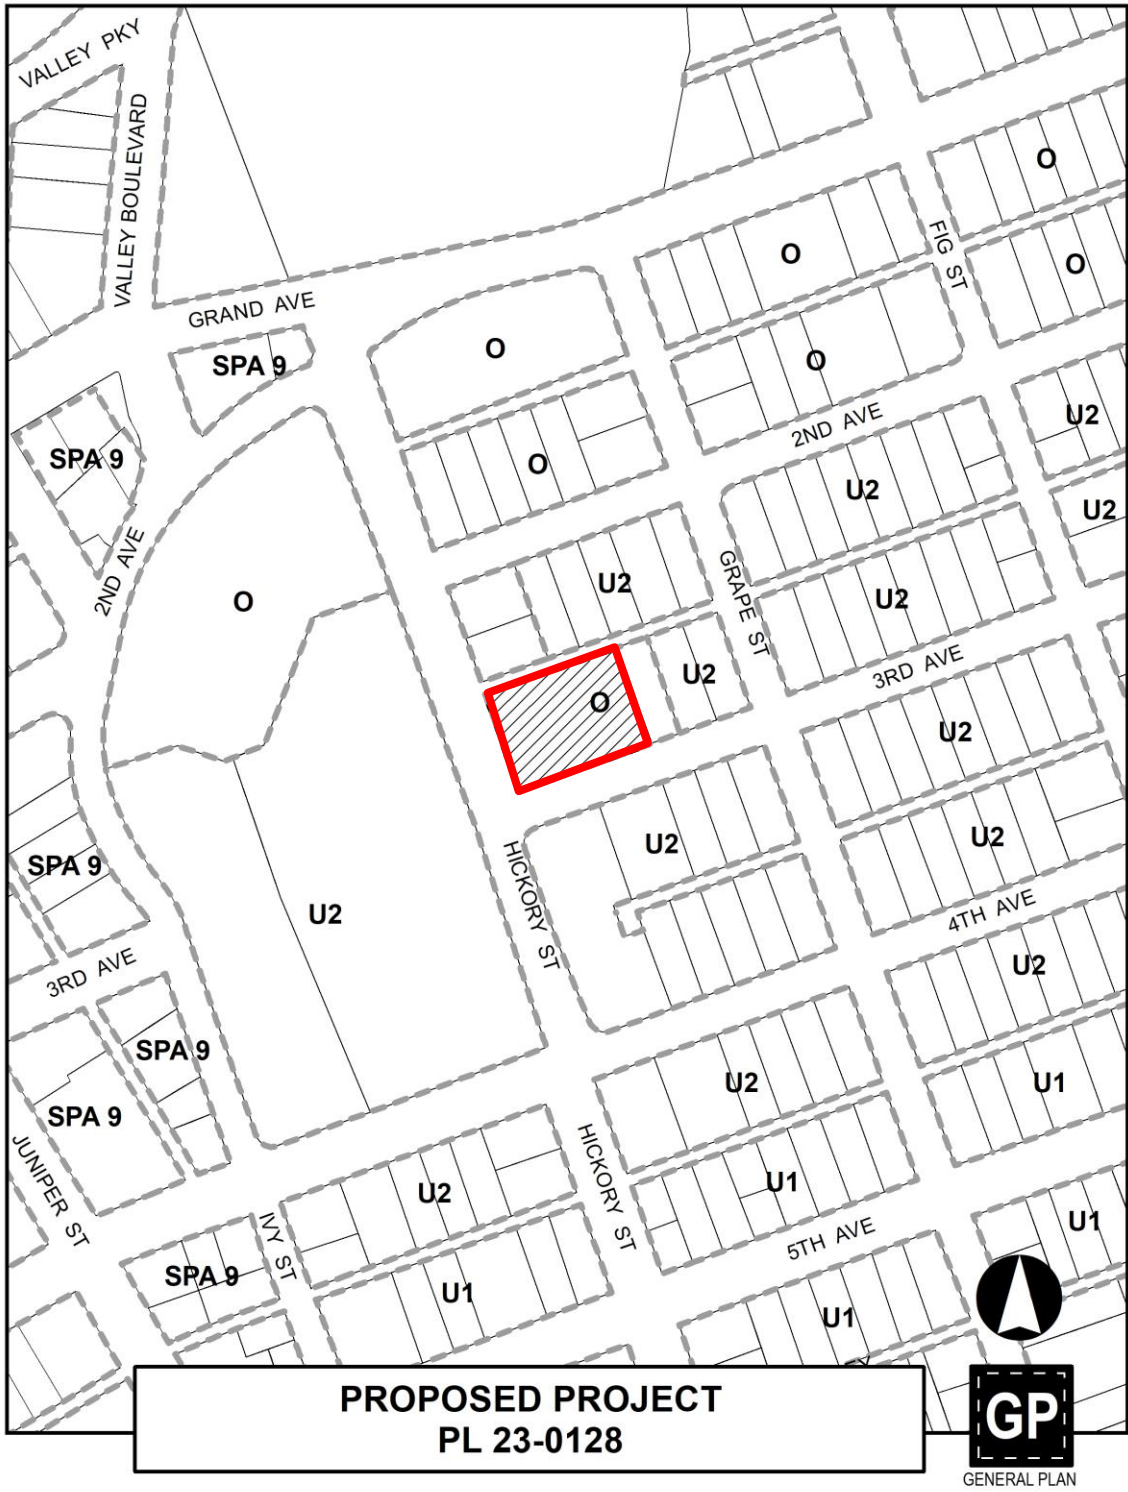 VALLEY PKY
VALLEY BOULEVARD
O
FIG ST
O
O
GRAND AVE
SPA 9
O
O
2ND AVE
U2
SPA 9
O
U2
U2
2ND AVE
O
U2
GRAPE ST
U2
3RD AVE
U2
O
U2
U2
HICKORY ST
U2
SPA 9
4TH AVE
U2
U2
3RD AVE
SPA 9
U2
U1
SPA 9
JUNIPER ST
HICKORY ST
U2
U1
IVY ST
5TH AVE
U1
SPA 9
U1
U1
PROPOSED PROJECT
PL 23-0128
GP
GENERAL PLAN